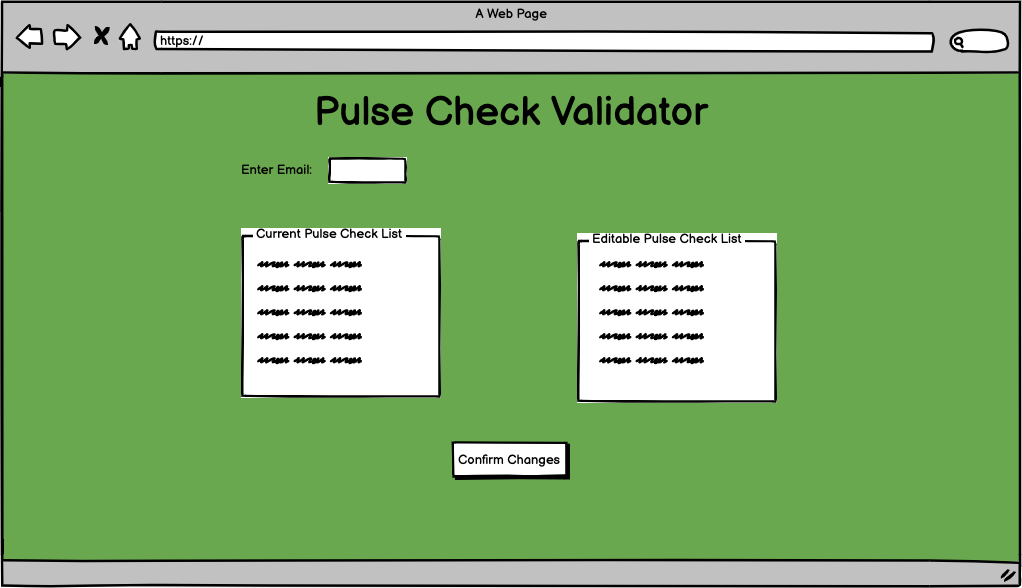 A Web Page
https://
Pulse Check Validator
Enter Email:
Current Pulse Check List
Editable Pulse Check List
Confirm Changes